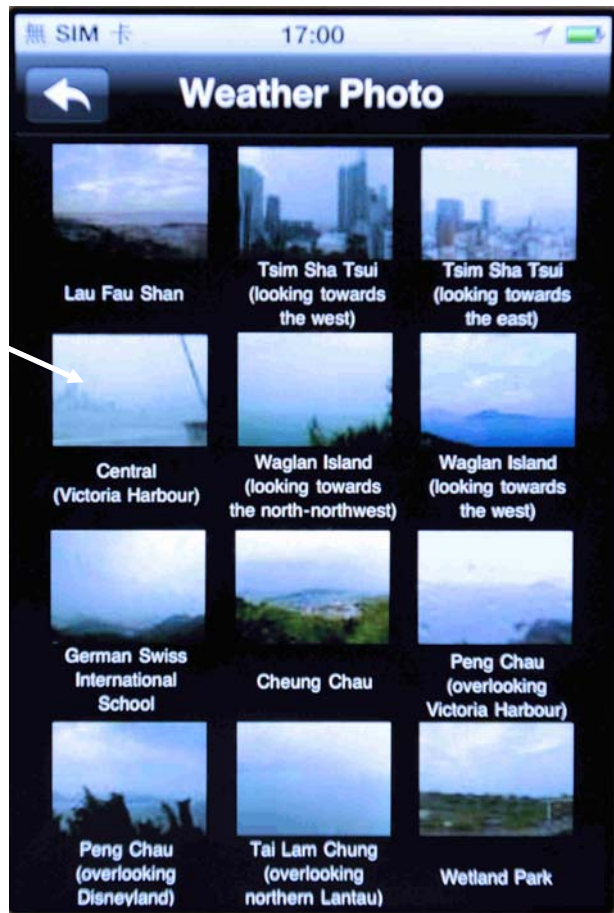 無 SIM 卡
17:00
Weather Photo
Lau Fau Shan
Tsim Sha Tsui
(looking towards
the west)
Tsim Sha Tsui
(looking towards
the east)
Central
(Victoria Harbour)
Waglan Island
(looking towards
the north-northwest)
Waglan Island
(looking towards
the west)
German Swiss
International
School
Cheung Chau
Peng Chau
(overlooking
Victoria Harbour)
Peng Chau
(overlooking
Disneyland)
Tai Lam Chung
(overlooking
northern Lantau)
Wetland Park